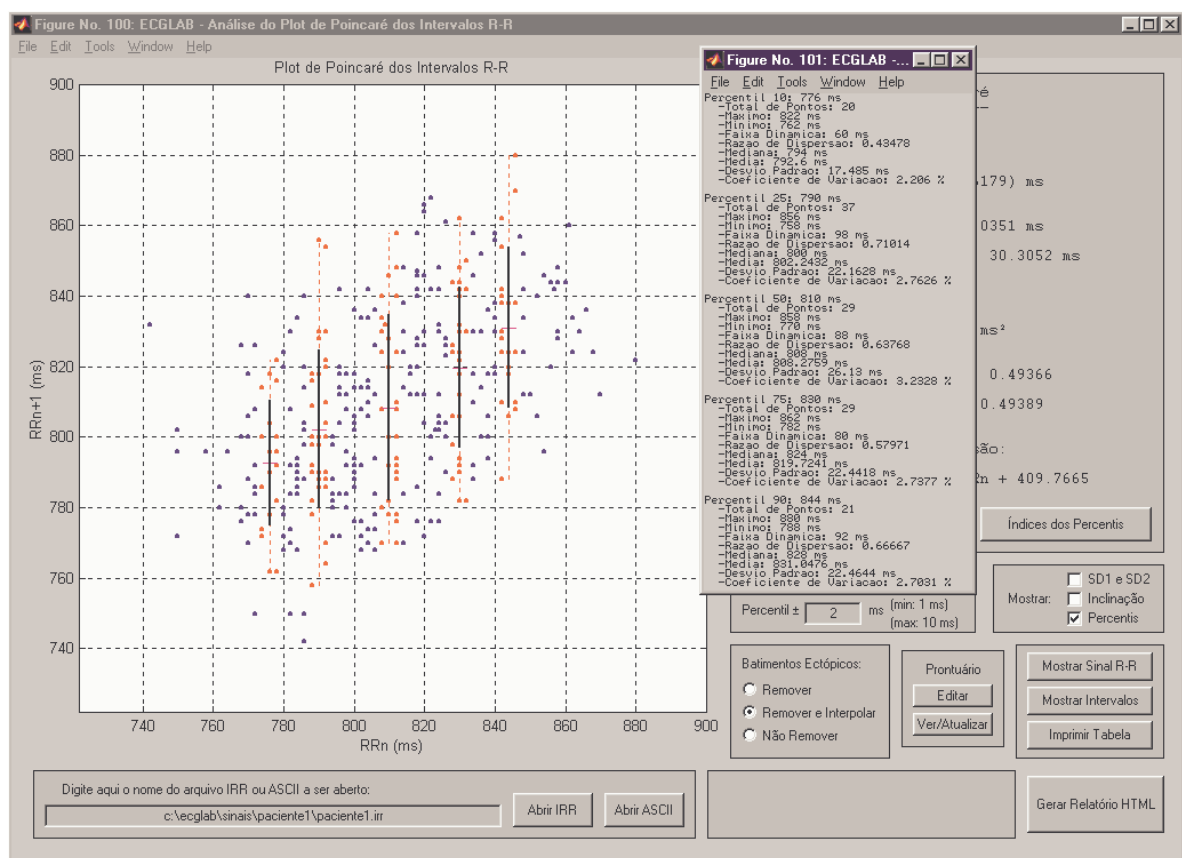 Figure No. 100: ECGLAB - Análise do Plot de Poincaré dos Intervalos R-R
File Edit Tools Window Help
Plot de Poincaré dos Intervalos R-R
900
880
860
840
820
800
780
760
740
RRn+1 (ms)
740 760 780 800 820 840 860 880 900
RRn (ms)
Figure No. 101: ECGLAB -...
File Edit Tools Window Help
Percentil 10: 776 ms
-Total de Pontos: 20
-Maximo: 822 ms
-Minimo: 762 ms
-Faixa Dinamica: 60 ms
-Razao de Dispersao: 0.43478
-Mediana: 794 ms
-Media: 792.6 ms
-Desvio Padrao: 17.485 ms
-Coeficiente de Variacao: 2.206 %
Percentil 25: 790 ms
-Total de Pontos: 37
-Maximo: 856 ms
-Minimo: 758 ms
-Faixa Dinamica: 98 ms
-Razao de Dispersao: 0.71014
-Mediana: 800 ms
-Media: 802.2432 ms
-Desvio Padrao: 22.1628 ms
-Coeficiente de Variacao: 2.7626 %
Percentil 50: 810 ms
-Total de Pontos: 29
-Maximo: 858 ms
-Minimo: 770 ms
-Faixa Dinamica: 88 ms
-Razao de Dispersao: 0.63768
-Mediana: 808 ms
-Media: 808.2759 ms
-Desvio Padrao: 26.13 ms
-Coeficiente de Variacao: 3.2328 %
Percentil 75: 830 ms
-Total de Pontos: 29
-Maximo: 862 ms
-Minimo: 782 ms
-Faixa Dinamica: 80 ms
-Razao de Dispersao: 0.57971
-Mediana: 824 ms
-Media: 819.7241 ms
-Desvio Padrao: 22.4418 ms
-Coeficiente de Variacao: 2.7377 %
Percentil 90: 844 ms
-Total de Pontos: 21
-Maximo: 880 ms
-Minimo: 788 ms
-Faixa Dinamica: 92 ms
-Razao de Dispersao: 0.66667
-Mediana: 828 ms
-Media: 831.0476 ms
-Desvio Padrao: 22.4644 ms
-Coeficiente de Variacao: 2.7031 %
é
179) ms
0351 ms
30.3052 ms
ms²
0.49366
0.49389
são:
n + 409.7665
Índices dos Percentis
Percentil ± 2 ms (min: 1 ms)
(max: 10 ms)
Mostrar:
SD1 e SD2
Inclinação
Percentis
Batimentos Ectópicos:
Remover
Remover e Interpolar
Não Remover
Prontuário
Editar
Ver/Atualizar
Mostrar Sinal R-R
Mostrar Intervalos
Imprimir Tabela
Digite aqui o nome do arquivo IRR ou ASCII a ser aberto:
c:\ecglab\sinais\paciente1\paciente1.irr
Abrir IRR
Abrir ASCII
Gerar Relatório HTML